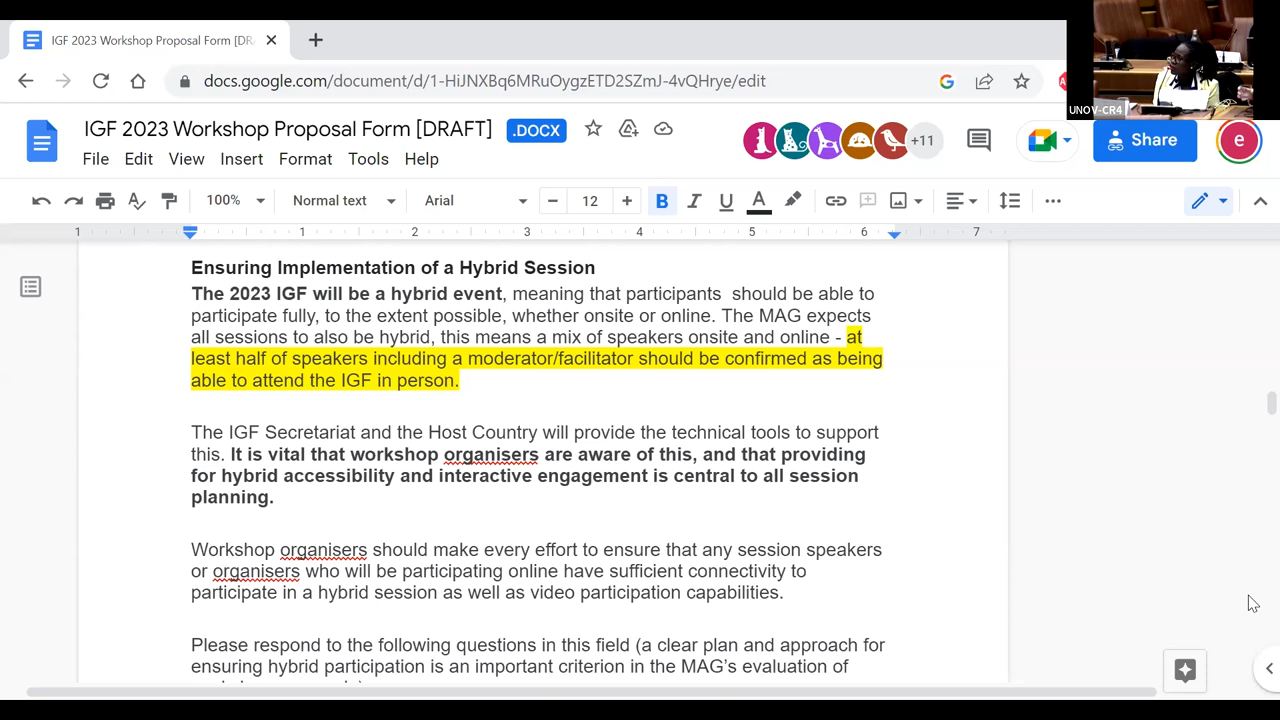 IGF 2023 Workshop Proposal Form [DR
docs.google.com/document/d/1-HiJNXBq6MRuOygzETD2SZmJ-4vQHrye/edit
UNOV-CR4
IGF 2023 Workshop Proposal Form [DRAFT] .DOCX
+11
Share
e
File Edit View Insert Format Tools Help
100% Normal text Arial 12 B I U A
1 1 2 3 4 5 6 7
Ensuring Implementation of a Hybrid Session
The 2023 IGF will be a hybrid event, meaning that participants should be able to
participate fully, to the extent possible, whether onsite or online. The MAG expects
all sessions to also be hybrid, this means a mix of speakers onsite and online - at
least half of speakers including a moderator/facilitator should be confirmed as being
able to attend the IGF in person.
The IGF Secretariat and the Host Country will provide the technical tools to support
this. It is vital that workshop organisers are aware of this, and that providing
for hybrid accessibility and interactive engagement is central to all session
planning.
Workshop organisers should make every effort to ensure that any session speakers
or organisers who will be participating online have sufficient connectivity to
participate in a hybrid session as well as video participation capabilities.
Please respond to the following questions in this field (a clear plan and approach for
ensuring hybrid participation is an important criterion in the MAG's evaluation of